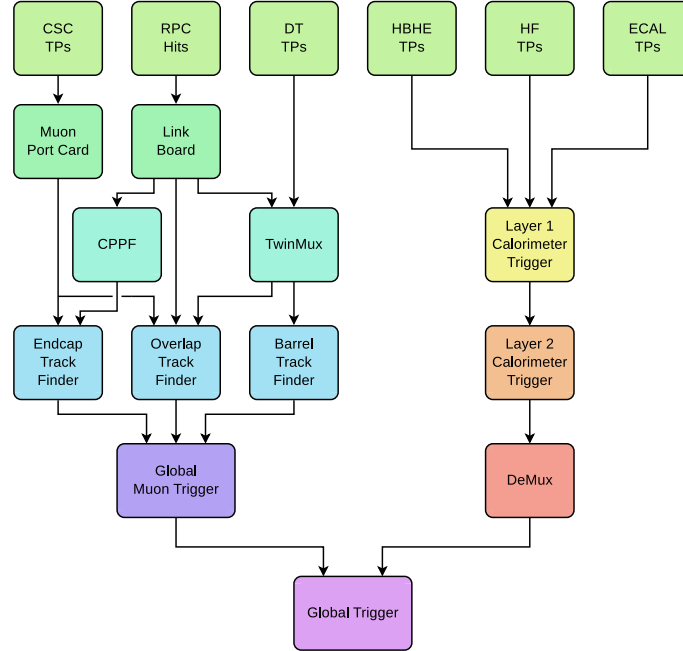 CSC
TPs
RPC
Hits
DT
TPs
HBHE
TPs
HF
TPs
ECAL
TPs
Muon
Port Card
Link
Board
CPPF
TwinMux
Layer 1
Calorimeter
Trigger
Endcap
Track
Finder
Overlap
Track
Finder
Barrel
Track
Finder
Layer 2
Calorimeter
Trigger
Global
Muon Trigger
DeMux
Global Trigger